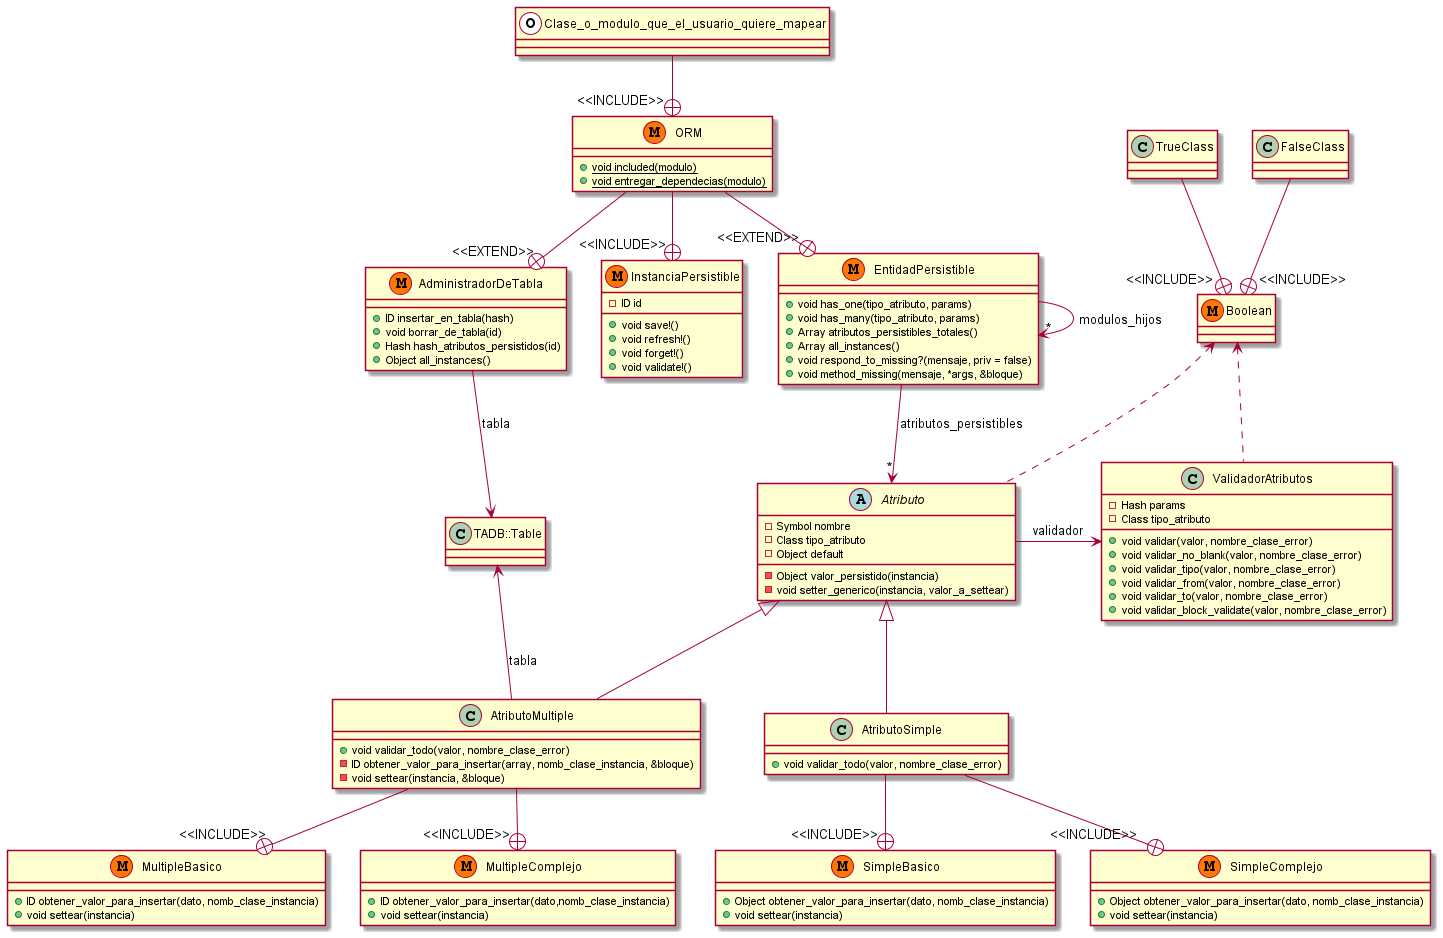 O Clase_o_modulo_que_el_usuario_quiere_mapear
<<INCLUDE>>
M ORM
void included(modulo)
void entregar_dependecias(modulo)
C TrueClass
C FalseClass
<<EXTEND>>
<<INCLUDE>>
<<EXTEND>>
<<INCLUDE>>
<<INCLUDE>>
M AdministradorDeTabla
ID insertar_en_tabla(hash)
void borrar_de_tabla(id)
Hash hash_atributos_persistidos(id)
Object all_instances()
M InstanciaPersistible
ID id
void save!()
void refresh!()
void forget!()
void validate!()
M EntidadPersistible
void has_one(tipo_atributo, params)
void has_many(tipo_atributo, params)
Array atributos_persistibles_totales()
Array all_instances()
void respond_to_missing?(mensaje, priv = false)
void method_missing(mensaje, *args, &bloque)
*
modulos_hijos
M Boolean
tabla
atributos_persistibles
*
C TADB::Table
A Atributo
Symbol nombre
Class tipo_atributo
Object default
Object valor_persistido(instancia)
void setter_generico(instancia, valor_a_settear)
validador
C ValidadorAtributos
Hash params
Class tipo_atributo
void validar(valor, nombre_clase_error)
void validar_no_blank(valor, nombre_clase_error)
void validar_tipo(valor, nombre_clase_error)
void validar_from(valor, nombre_clase_error)
void validar_to(valor, nombre_clase_error)
void validar_block_validate(valor, nombre_clase_error)
tabla
C AtributoMultiple
void validar_todo(valor, nombre_clase_error)
ID obtener_valor_para_insertar(array, nomb_clase_instancia, &bloque)
void settear(instancia, &bloque)
C AtributoSimple
void validar_todo(valor, nombre_clase_error)
<<INCLUDE>>
<<INCLUDE>>
<<INCLUDE>>
<<INCLUDE>>
M MultipleBasico
ID obtener_valor_para_insertar(dato, nomb_clase_instancia)
void settear(instancia)
M MultipleComplejo
ID obtener_valor_para_insertar(dato,nomb_clase_instancia)
void settear(instancia)
M SimpleBasico
Object obtener_valor_para_insertar(dato, nomb_clase_instancia)
void settear(instancia)
M SimpleComplejo
Object obtener_valor_para_insertar(dato, nomb_clase_instancia)
void settear(instancia)